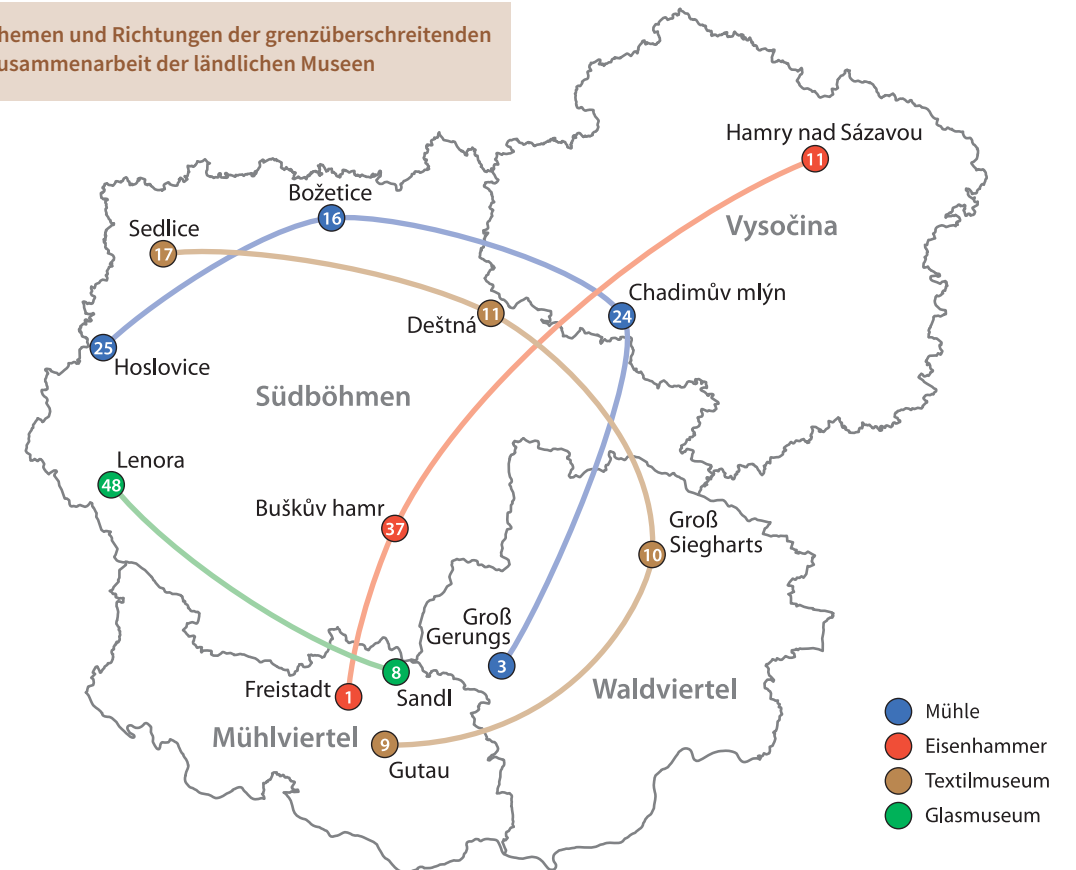 hemen und Richtungen der grenzüberschreitenden
usammenarbeit der ländlichen Museen
Hamry nad Sázavou
11
Božetice
16
Sedlice
17
Vysočina
Chadimův mlýn
24
Deštná
11
25
Hoslovice
Südböhmen
Lenora
48
Buškův hamr
37
Groß
Siegharts
10
Groß
Gerungs
3
8
Sandl
Freistadt
1
Waldviertel
Mühlviertel
9
Gutau
Mühle
Eisenhammer
Textilmuseum
Glasmuseum